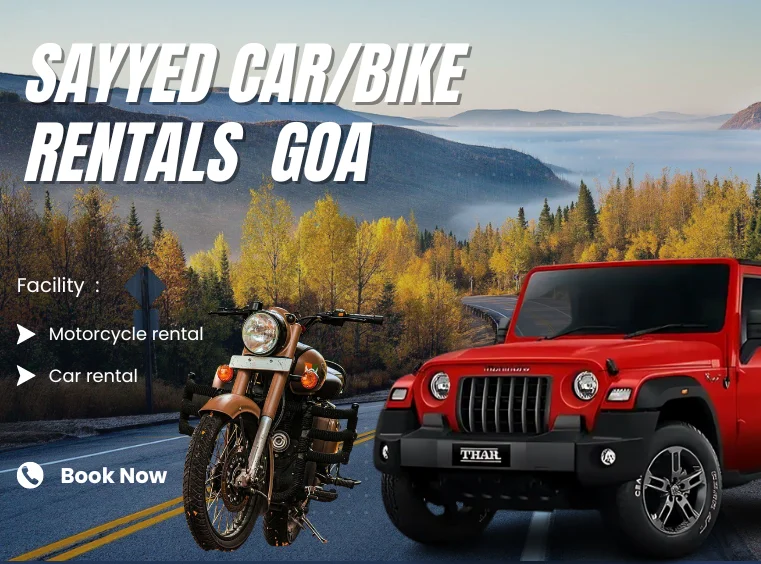 SAYYED CAR/BIKE
RENTALS GOA
Facility :
Motorcycle rental
Car rental
Book Now
THAR